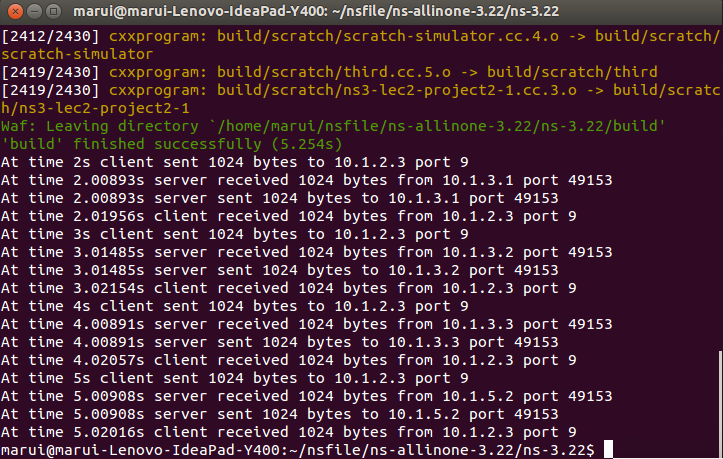 marui@marui-Lenovo-IdeaPad-Y400: ~/nsfile/ns-allinone-3.22/ns-3.22
[2412/2430] cxxprogram: build/scratch/scratch-simulator.cc.4.o -> build/scratch/
scratch-simulator
[2419/2430] cxxprogram: build/scratch/third.cc.5.o -> build/scratch/third
[2419/2430] cxxprogram: build/scratch/ns3-lec2-project2-1.cc.3.o -> build/scratc
h/ns3-lec2-project2-1
Waf: Leaving directory `/home/marui/nsfile/ns-allinone-3.22/ns-3.22/build'
'build' finished successfully (5.254s)
At time 2s client sent 1024 bytes to 10.1.2.3 port 9
At time 2.00893s server received 1024 bytes from 10.1.3.1 port 49153
At time 2.00893s server sent 1024 bytes to 10.1.3.1 port 49153
At time 2.01956s client received 1024 bytes from 10.1.2.3 port 9
At time 3s client sent 1024 bytes to 10.1.2.3 port 9
At time 3.01485s server received 1024 bytes from 10.1.3.2 port 49153
At time 3.01485s server sent 1024 bytes to 10.1.3.2 port 49153
At time 3.02154s client received 1024 bytes from 10.1.2.3 port 9
At time 4s client sent 1024 bytes to 10.1.2.3 port 9
At time 4.00891s server received 1024 bytes from 10.1.3.3 port 49153
At time 4.00891s server sent 1024 bytes to 10.1.3.3 port 49153
At time 4.02057s client received 1024 bytes from 10.1.2.3 port 9
At time 5s client sent 1024 bytes to 10.1.2.3 port 9
At time 5.00908s server received 1024 bytes from 10.1.5.2 port 49153
At time 5.00908s server sent 1024 bytes to 10.1.5.2 port 49153
At time 5.02016s client received 1024 bytes from 10.1.2.3 port 9
marui@marui-Lenovo-IdeaPad-Y400:~/nsfile/ns-allinone-3.22/ns-3.22$